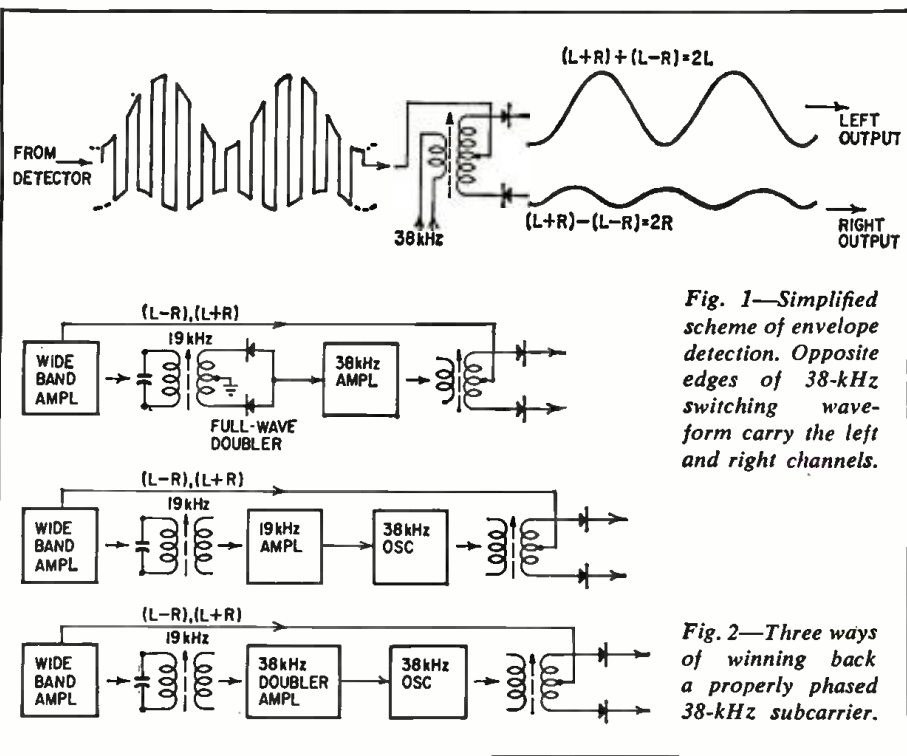 (L+R)+(L-R)=2L
FROM
DETECTOR
38kHz
LEFT
OUTPUT
(L+R)-(L-R)=2R
RIGHT
OUTPUT
Fig. 1—Simplified
scheme of envelope
detection. Opposite
edges of 38-kHz
switching wave-
form carry the left
and right channels.
(L-R),(L+R)
19kHz
WIDE
BAND
AMPL
FULL-WAVE
DOUBLER
38kHz
AMPL
(L-R),(L+R)
19kHz
WIDE
BAND
AMPL
19kHz
AMPL
38kHz
OSC
(L-R),(L+R)
19kHz
WIDE
BAND
AMPL
38kHz
DOUBLER
AMPL
38kHz
OSC
Fig. 2—Three ways
of winning back
a properly phased
38-kHz subcarrier.